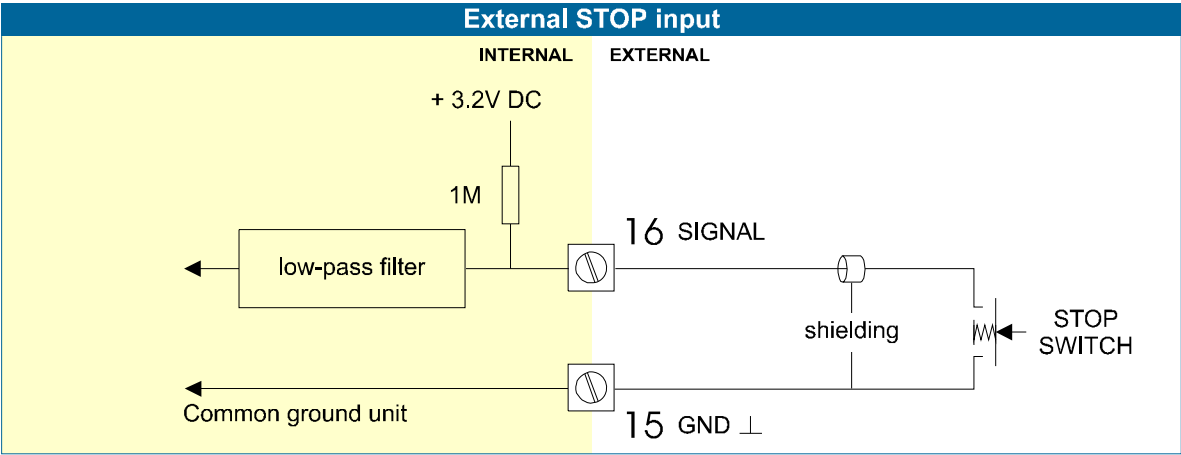 External STOP input
INTERNAL
EXTERNAL
+ 3.2V DC
1M
16 SIGNAL
low-pass filter
shielding
STOP
SWITCH
Common ground unit
15 GND ⊥